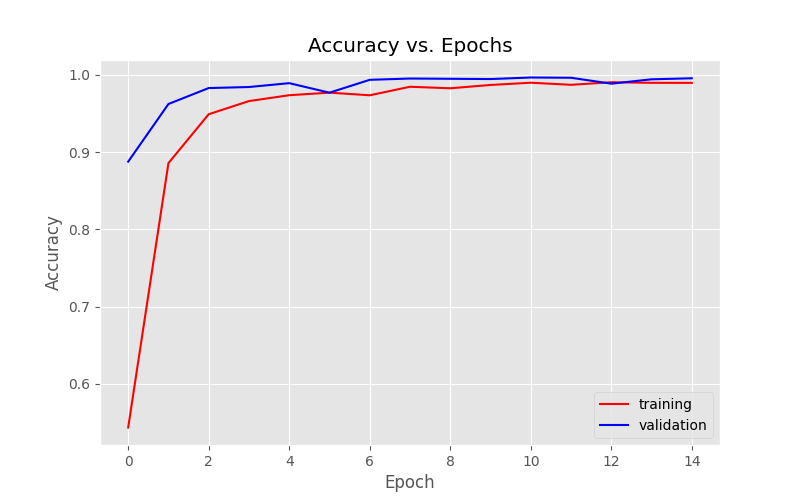 Accuracy vs. Epochs
1.0
0.9
0.8
0.7
0.6
Accuracy
training
validation
0 2 4 6 8 10 12 14
Epoch